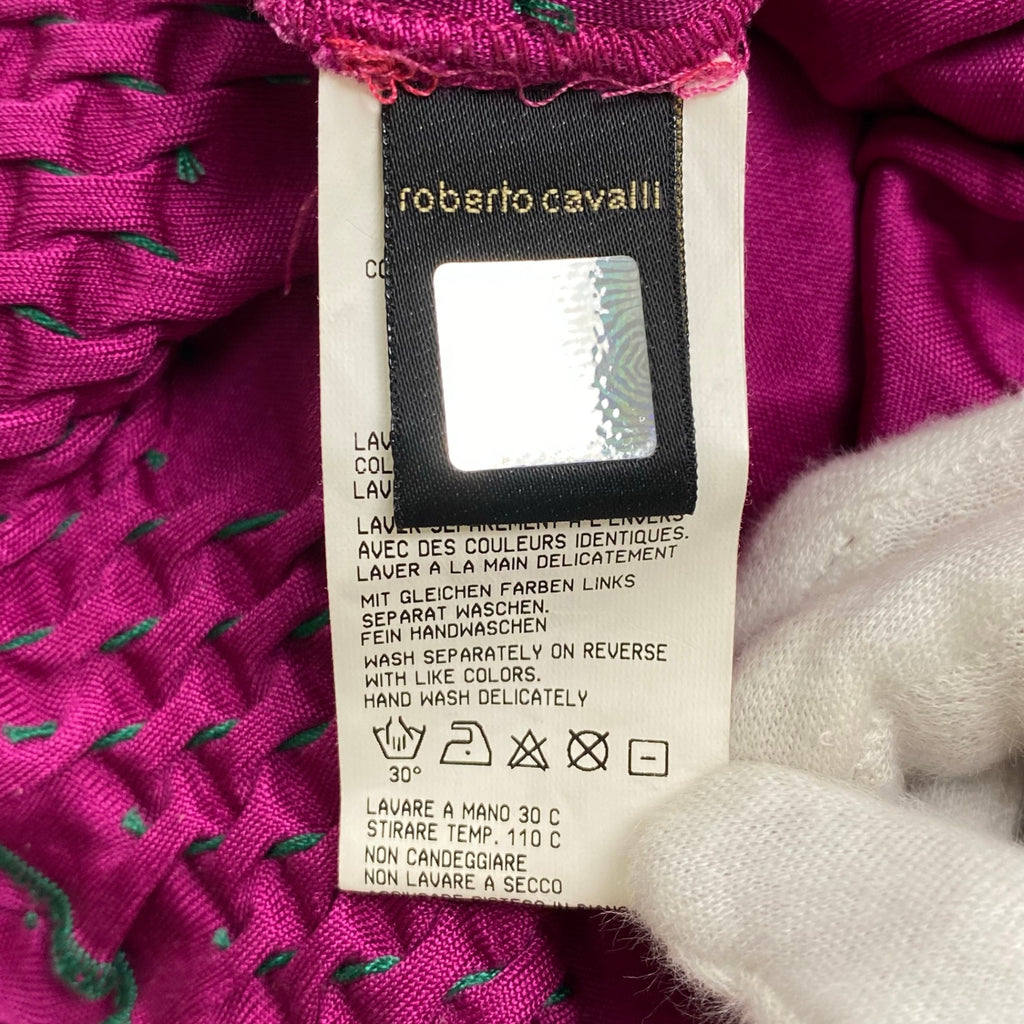 roberto cavalli
LAVER SEPAREMENT A L'ENVERS
AVEC DES COULEURS IDENTIQUES.
LAVER A LA MAIN DELICATEMENT
MIT GLEICHEN FARBEN LINKS
SEPARAT WASCHEN.
FEIN HANDWASCHEN
WASH SEPARATELY ON REVERSE
WITH LIKE COLORS.
HAND WASH DELICATELY
30°
LAVARE A MANO 30 C
STIRARE TEMP. 110 C
NON CANDEGGIARE
NON LAVARE A SECCO